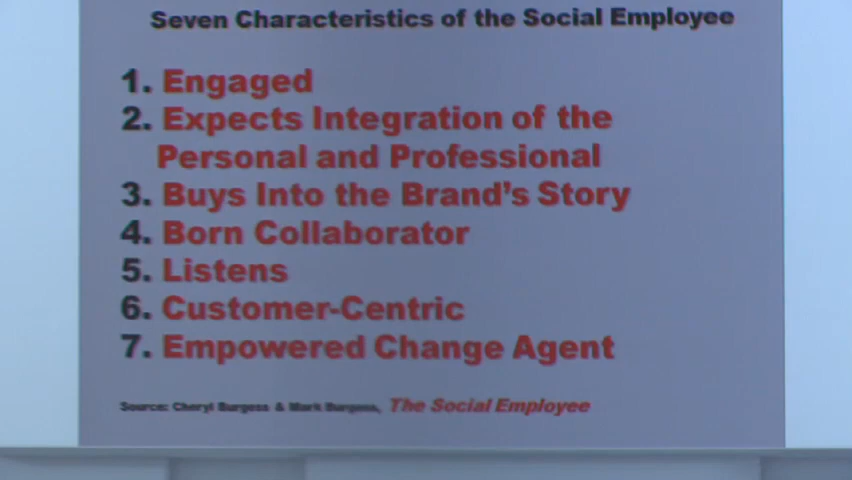 Seven Characteristics of the Social Employee
1. Engaged
2. Expects Integration of the
Personal and Professional
3. Buys Into the Brand's Story
4. Born Collaborator
5. Listens
6. Customer-Centric
7. Empowered Change Agent
Source: Cheryl Burgess & Mark Burgess, The Social Employee